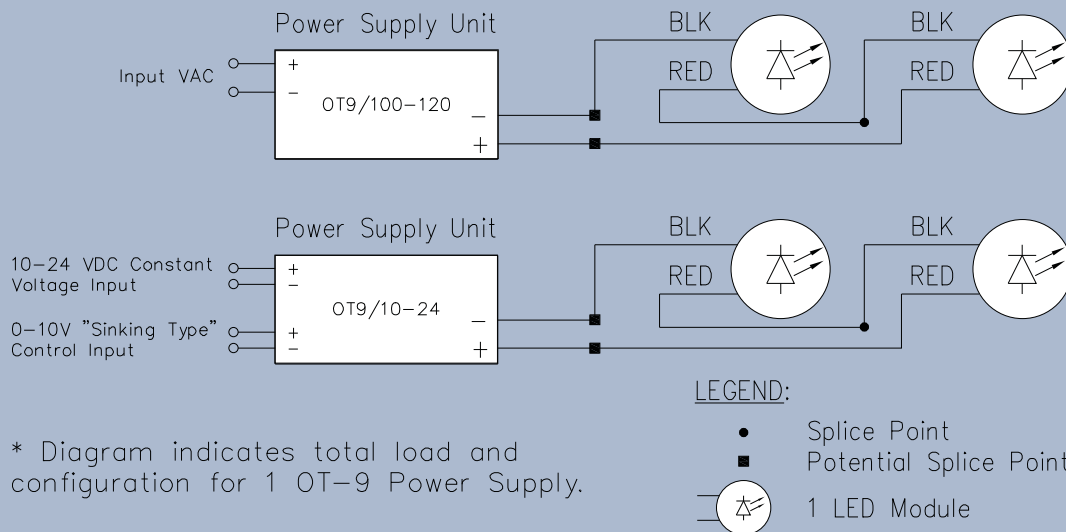 Power Supply Unit
BLK
BLK
Input VAC
+
-
OT9/100-120
RED
RED
-
+
Power Supply Unit
BLK
BLK
10-24 VDC Constant
Voltage Input
+
-
OT9/10-24
RED
RED
0-10V "Sinking Type"
Control Input
+
-
-
+
LEGEND:
Splice Point
Potential Splice Point
1 LED Module
* Diagram indicates total load and
configuration for 1 OT-9 Power Supply.